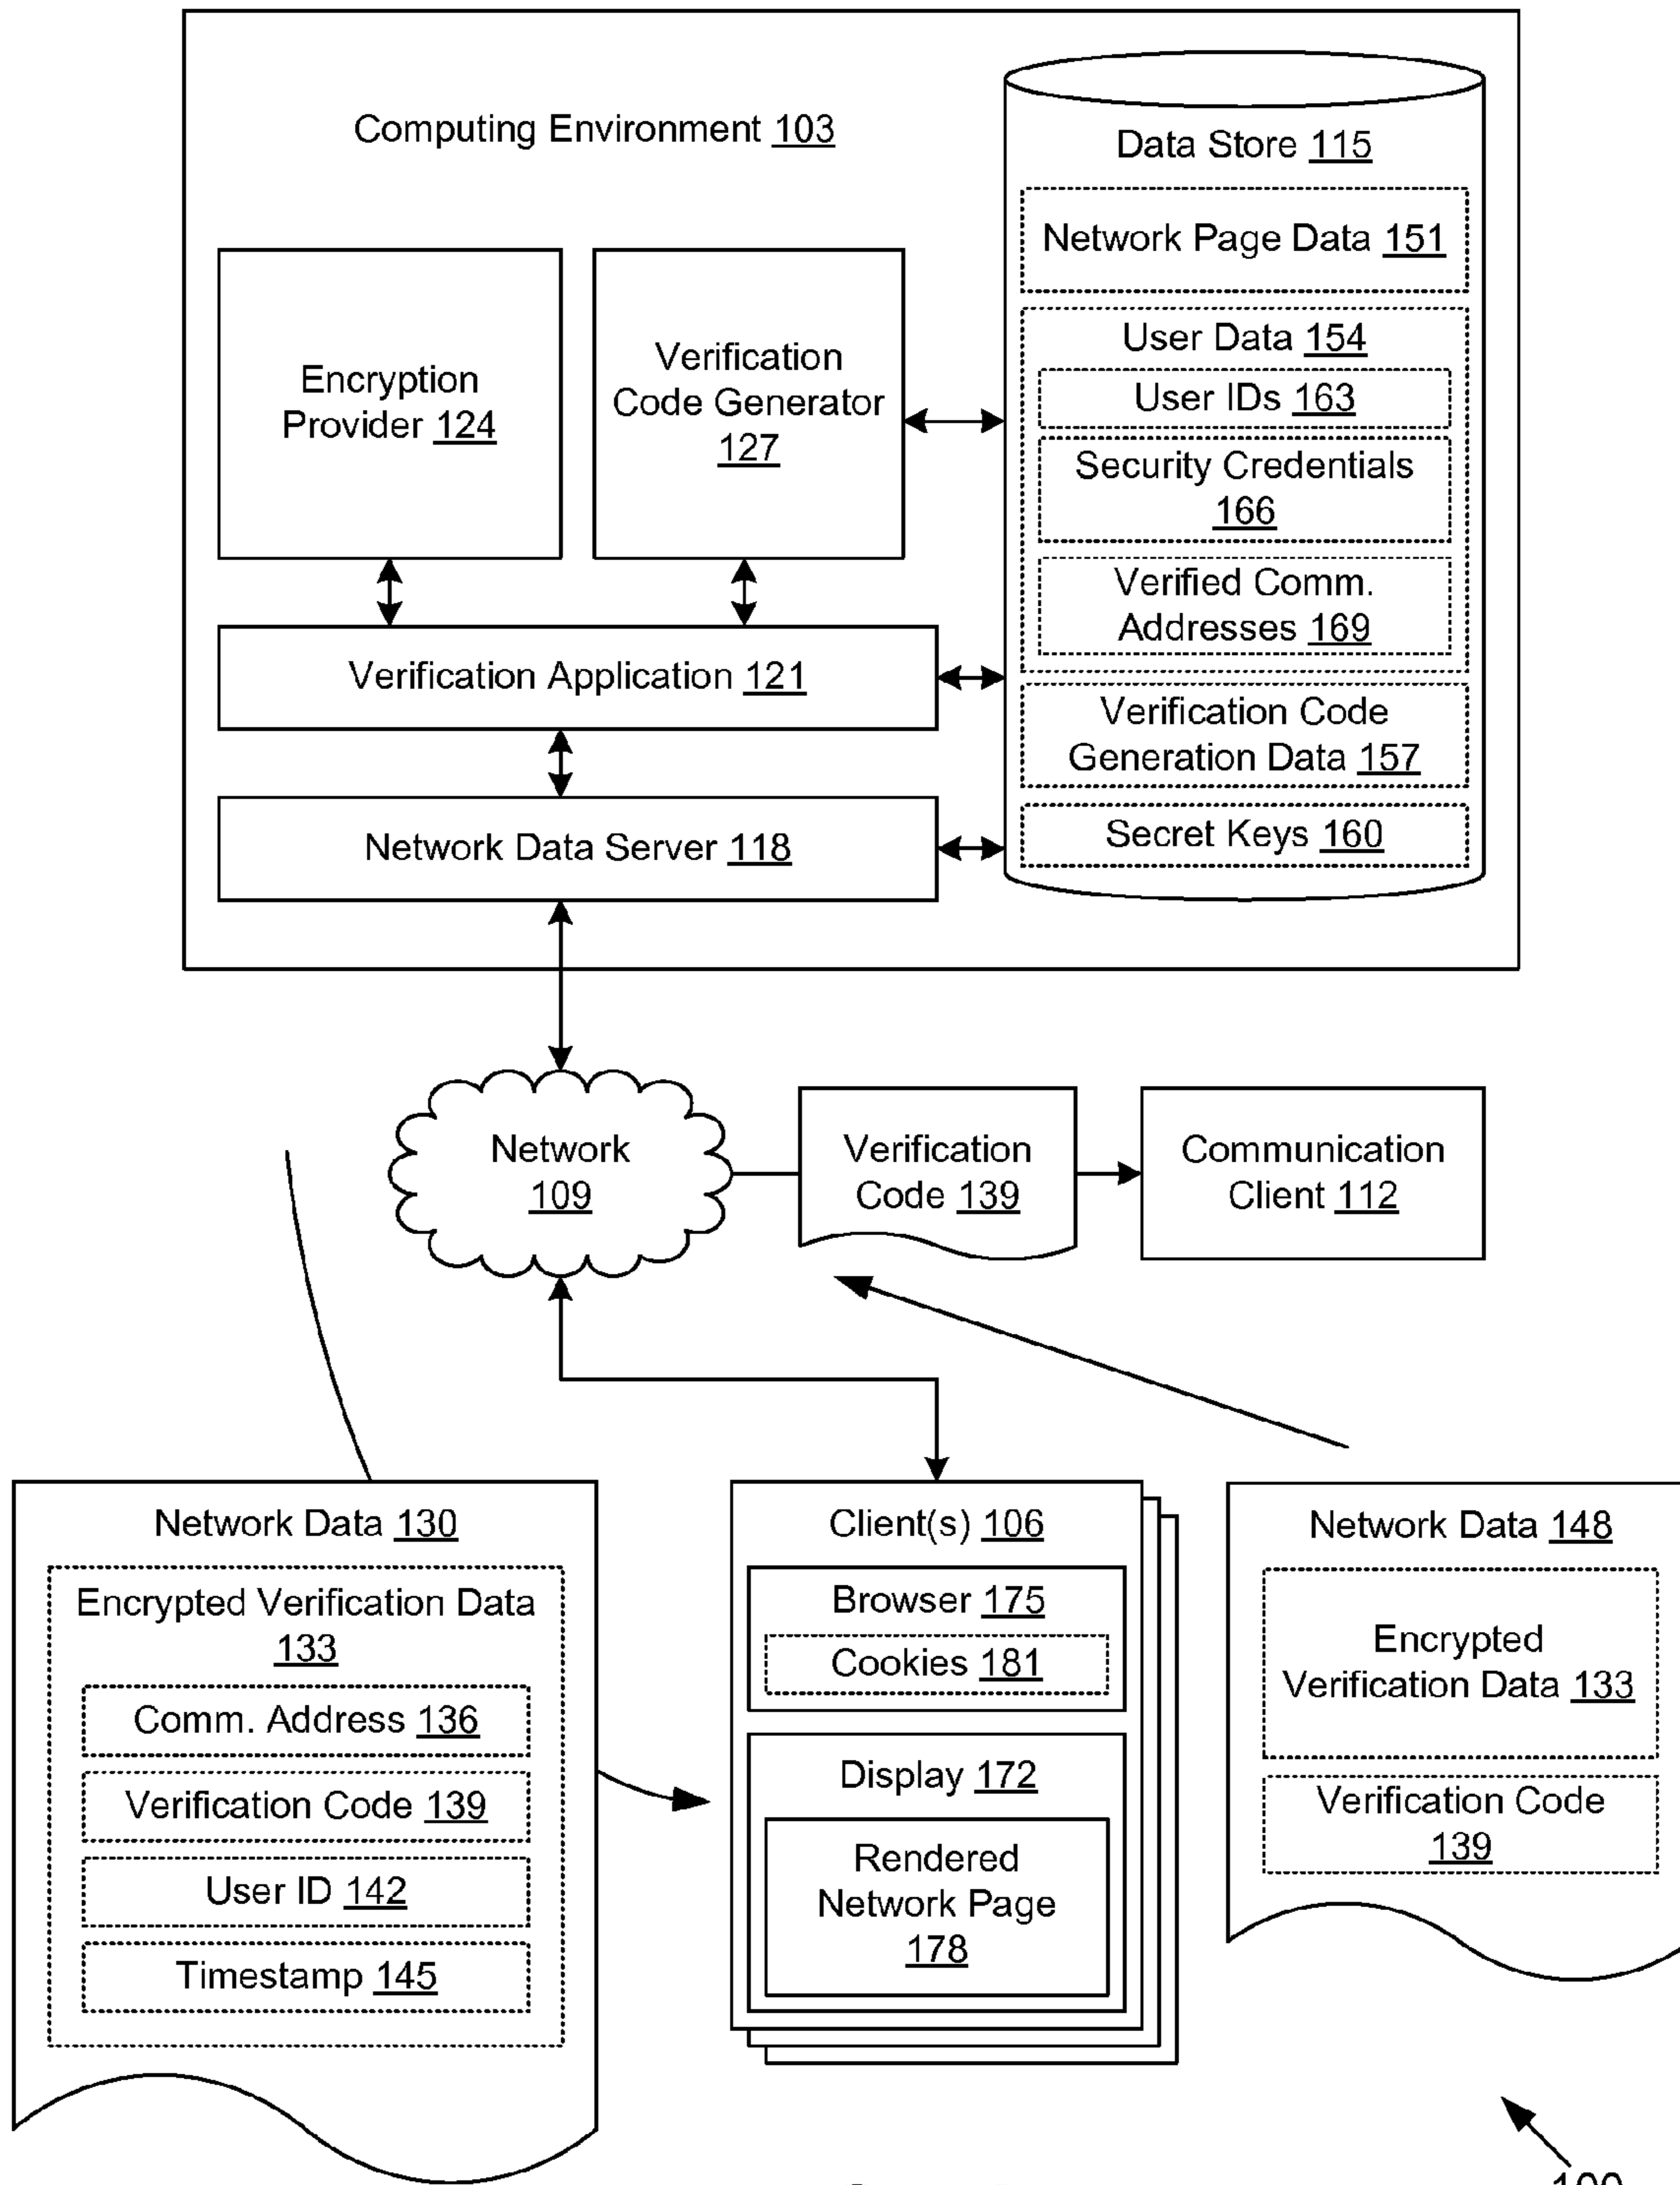 Computing Environment 103
Data Store 115
Network Page Data 151
User Data 154
User IDs 163
Security Credentials
166
Verified Comm.
Addresses 169
Verification Code
Generation Data 157
Secret Keys 160
Encryption
Provider 124
Verification
Code Generator
127
Verification Application 121
Network Data Server 118
Network
109
Verification
Code 139
Communication
Client 112
Network Data 130
Encrypted Verification Data
133
Comm. Address 136
Verification Code 139
User ID 142
Timestamp 145
Client(s) 106
Browser 175
Cookies 181
Display 172
Rendered
Network Page
178
Network Data 148
Encrypted
Verification Data 133
Verification Code
139